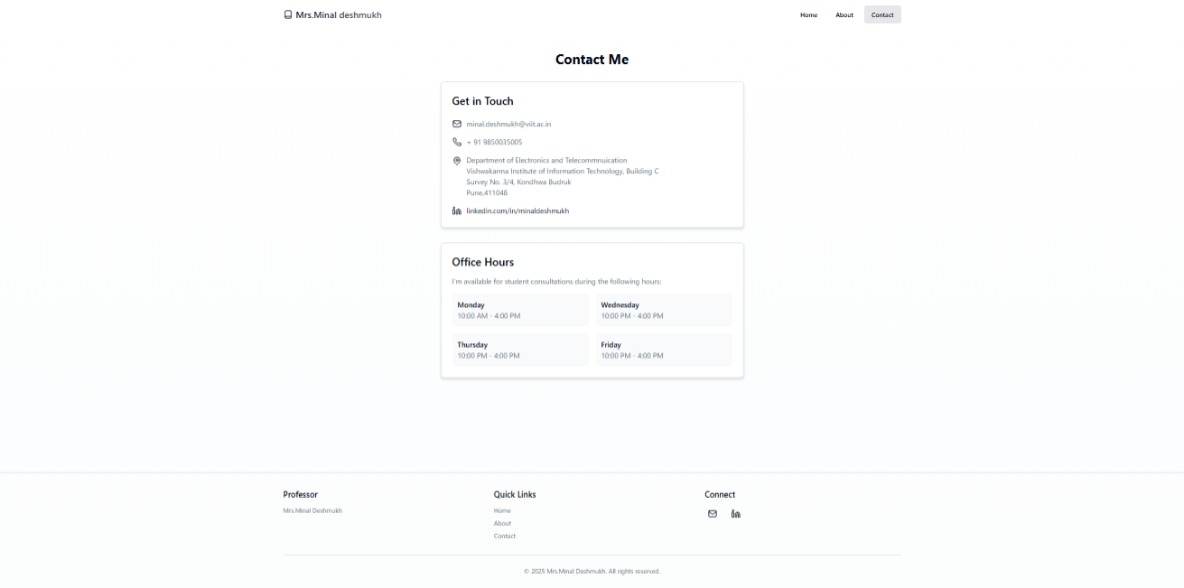 Mrs.Minal deshmukh
Home About Contact
Contact Me
Get in Touch
minal.deshmukh@viit.ac.in
+ 91 9850035005
Department of Electronics and Telecommnuication
Vishwakarma Institute of Information Technology, Building C
Survey No. 3/4, Kondhwa Budruk
Pune,411048
linkedin.com/in/minaldeshmukh
Office Hours
I'm available for student consultations during the following hours:
Monday
10:00 AM - 4:00 PM
Wednesday
10:00 PM - 4:00 PM
Thursday
10:00 PM - 4:00 PM
Friday
10:00 PM - 4:00 PM
Professor
Mrs.Minal Deshmukh
Quick Links
Home
About
Contact
Connect
© 2025 Mrs.Minal Deshmukh. All rights reserved.